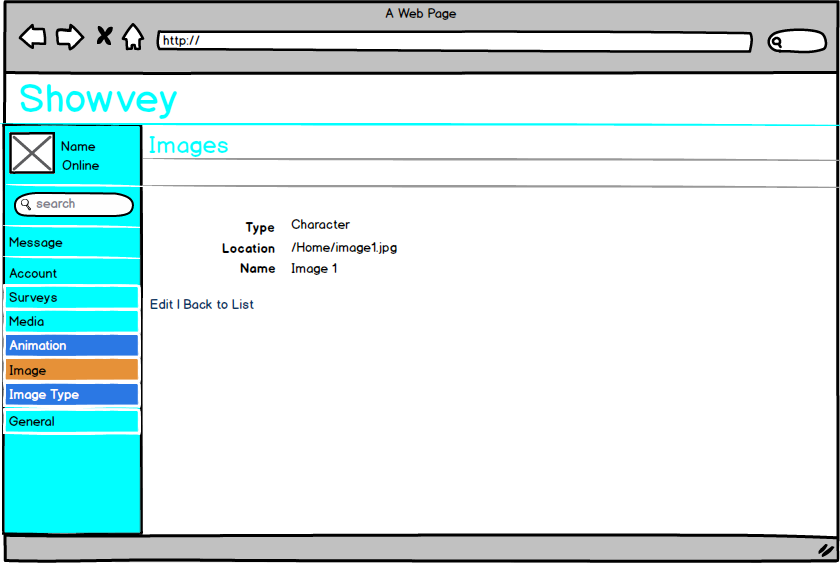 A Web Page
http://
Showvey
Name
Online
search
Message
Account
Surveys
Media
Animation
Image
Image Type
General
Images
Type Character
Location /Home/image1.jpg
Name Image 1
Edit | Back to List